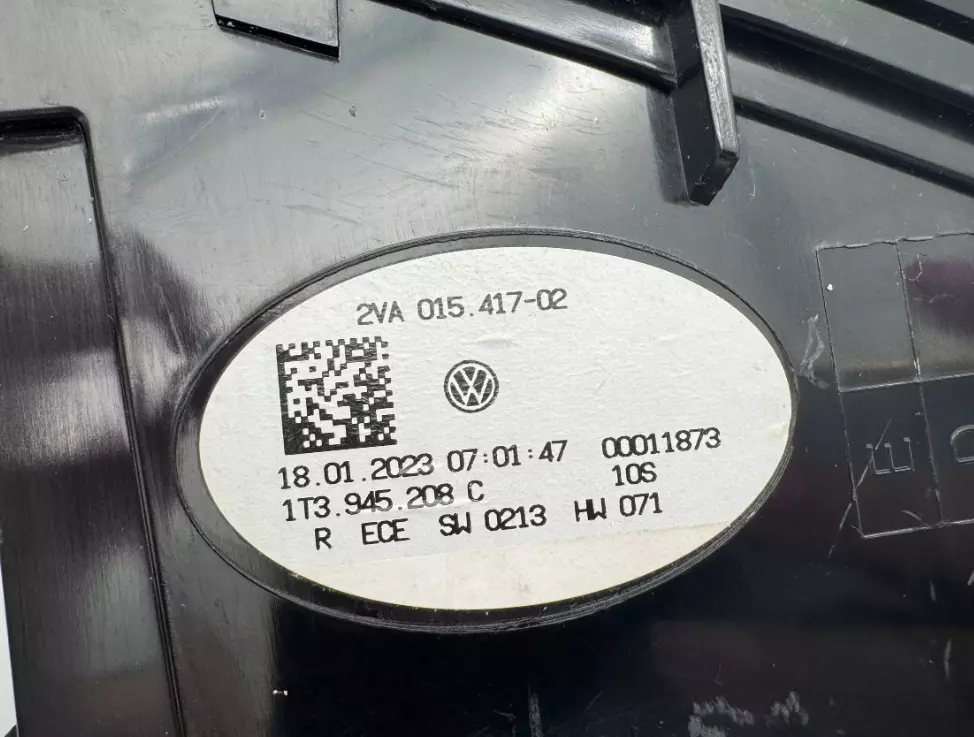 2VA 015.417-02
VW
18.01.2023 07:01:47 00011873
1T3.945.208 C 10S
R ECE SW 0213 HW 071